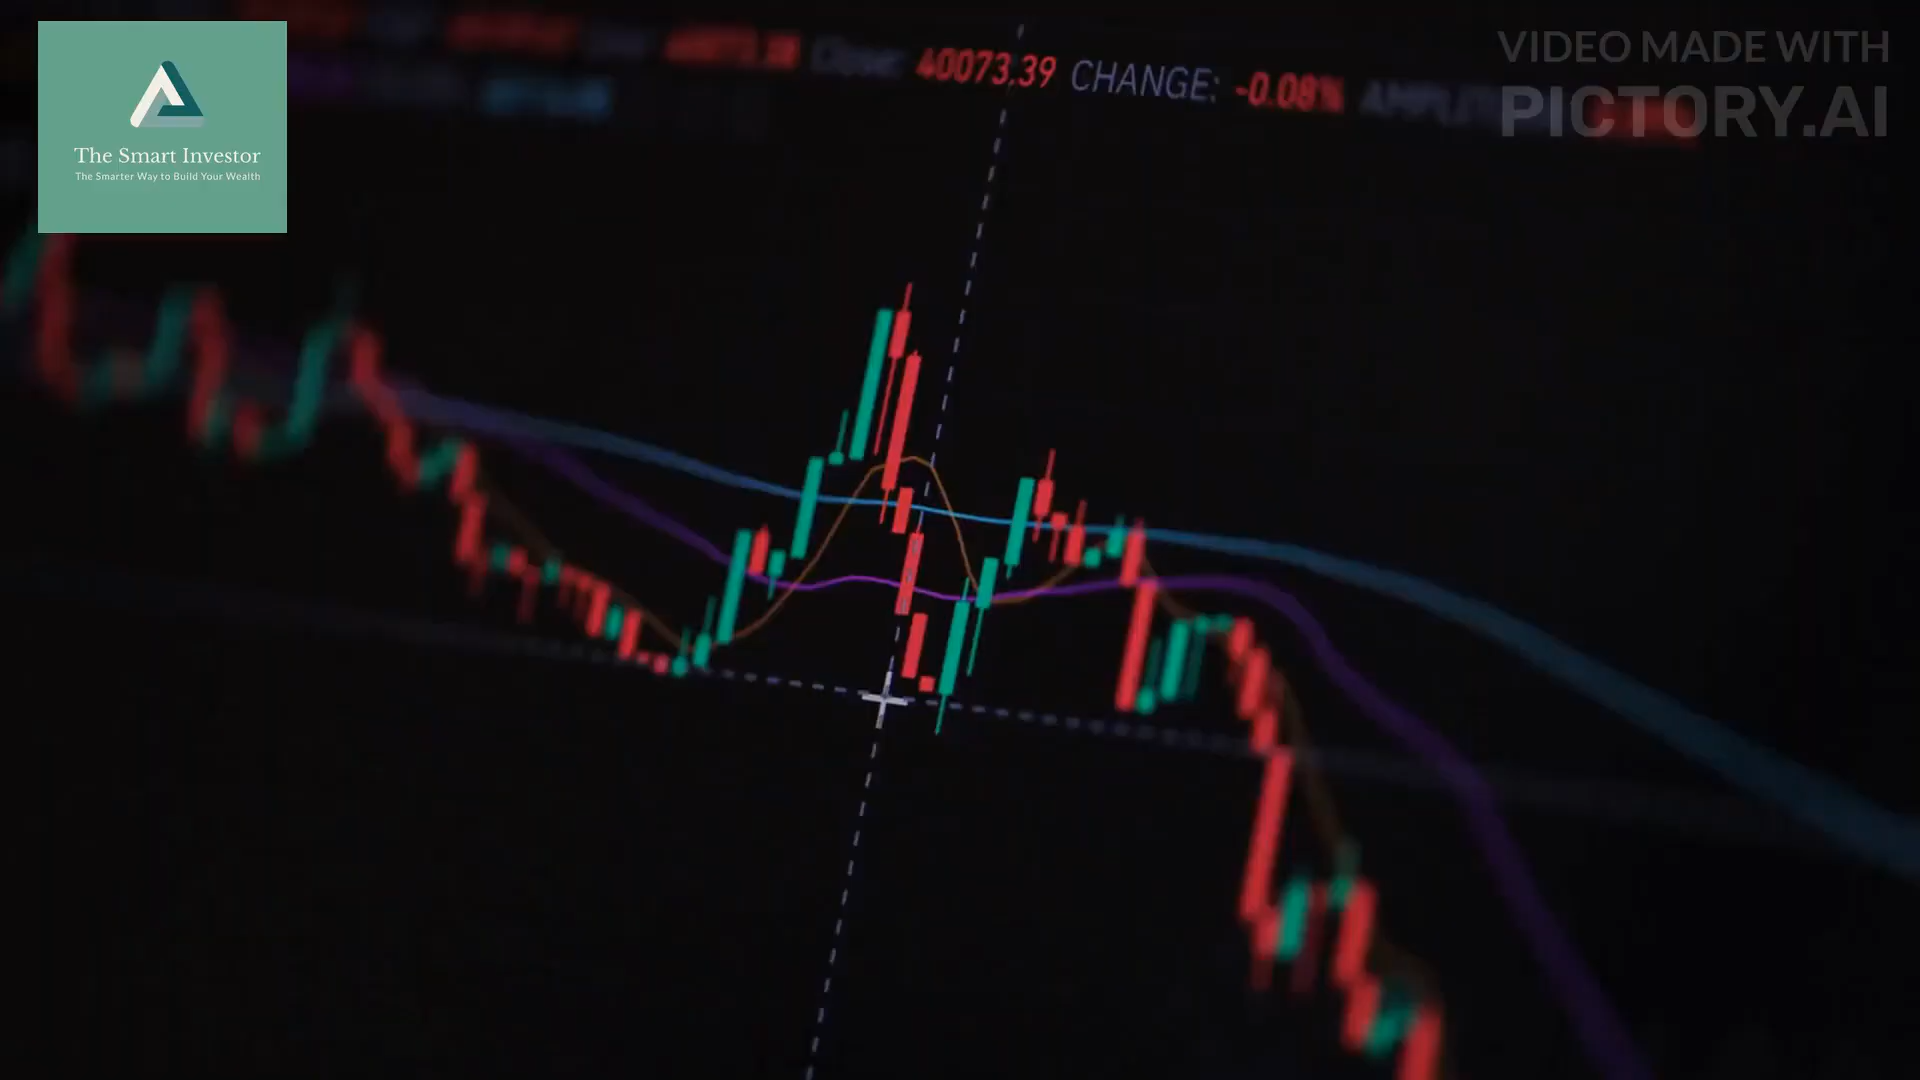 40073.39 CHANGE: -0.08%
The Smart Investor
The Smarter Way to Build Your Wealth
VIDEO MADE WITH
PICTORY.AI